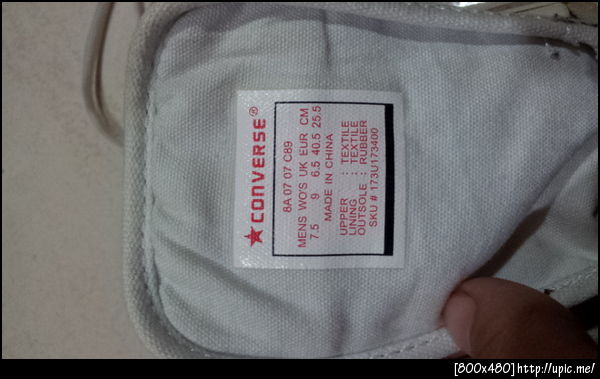 CONVERSE®
8A 07 07 C89
MENS WO'S UK EUR CM
7.5 9 6.5 40.5 25.5
MADE IN CHINA
UPPER : TEXTILE
LINING : TEXTILE
OUTSOLE : RUBBER
SKU # 173U173400
[800x480] http://upic.me/